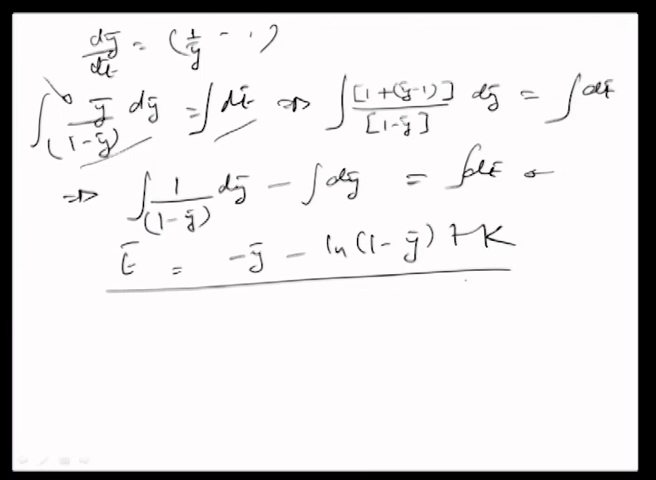 dȳ/dt̄ = (1/ȳ - 1)
∫ ȳ/(1-ȳ) dȳ = ∫dt̄ ⇒ ∫ [1+(ȳ-1)]/[1-ȳ] dȳ = ∫dt̄
⇒ ∫ 1/(1-ȳ) dȳ - ∫dȳ = ∫dt̄
t̄ = -ȳ - ln(1-ȳ) + K